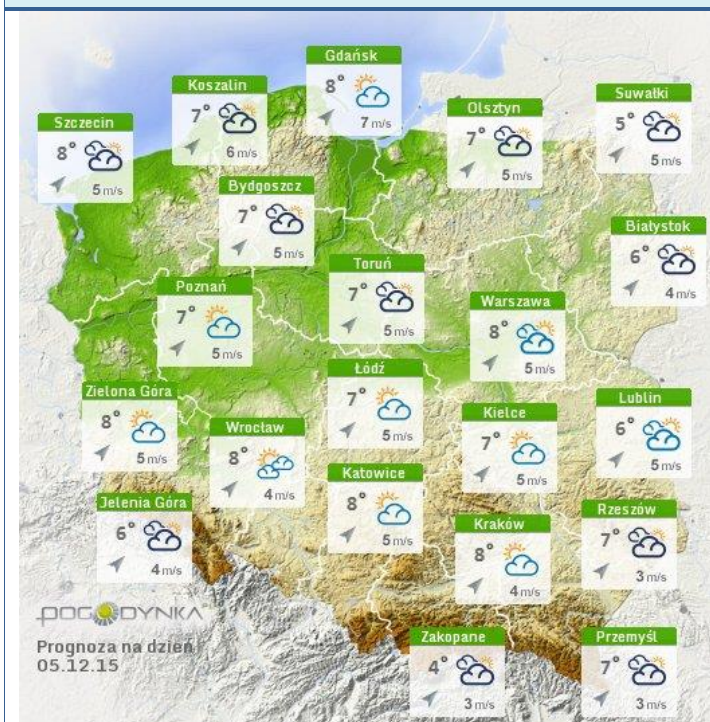 Gdańsk
8°
7 m/s
Koszalin
7°
6 m/s
Suwałki
5°
5 m/s
Olsztyn
7°
5 m/s
Szczecin
8°
5 m/s
Bydgoszcz
7°
5 m/s
Białystok
6°
4 m/s
Toruń
7°
5 m/s
Poznań
7°
5 m/s
Warszawa
8°
5 m/s
Łódź
7°
5 m/s
Zielona Góra
8°
5 m/s
Kielce
7°
5 m/s
Lublin
6°
5 m/s
Wrocław
8°
4 m/s
Katowice
8°
5 m/s
Jelenia Góra
6°
4 m/s
Kraków
8°
4 m/s
Rzeszów
7°
3 m/s
Zakopane
4°
3 m/s
Przemyśl
7°
3 m/s
POGODYNKA
Prognoza na dzień
05.12.15